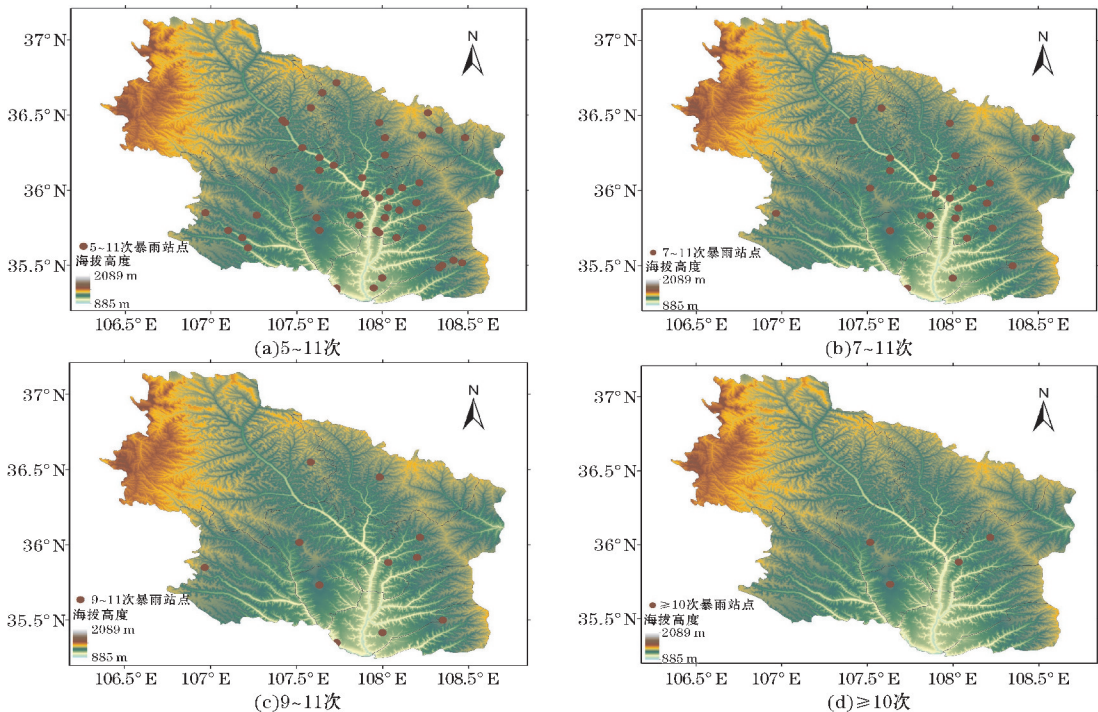 37° N
36.5° N
36° N
35.5° N
N
5~11次暴雨站点
海拔高度
2089 m
885 m
106.5° E
107° E
107.5° E
108° E
108.5° E
(a)5~11次
37° N
36.5° N
36° N
35.5° N
N
7~11次暴雨站点
海拔高度
2089 m
885 m
106.5° E
107° E
107.5° E
108° E
108.5° E
(b)7~11次
37° N
36.5° N
36° N
35.5° N
N
9~11次暴雨站点
海拔高度
2089 m
885 m
106.5° E
107° E
107.5° E
108° E
108.5° E
(c)9~11次
37° N
36.5° N
36° N
35.5° N
N
≥10次暴雨站点
海拔高度
2089 m
885 m
106.5° E
107° E
107.5° E
108° E
108.5° E
(d)≥10次